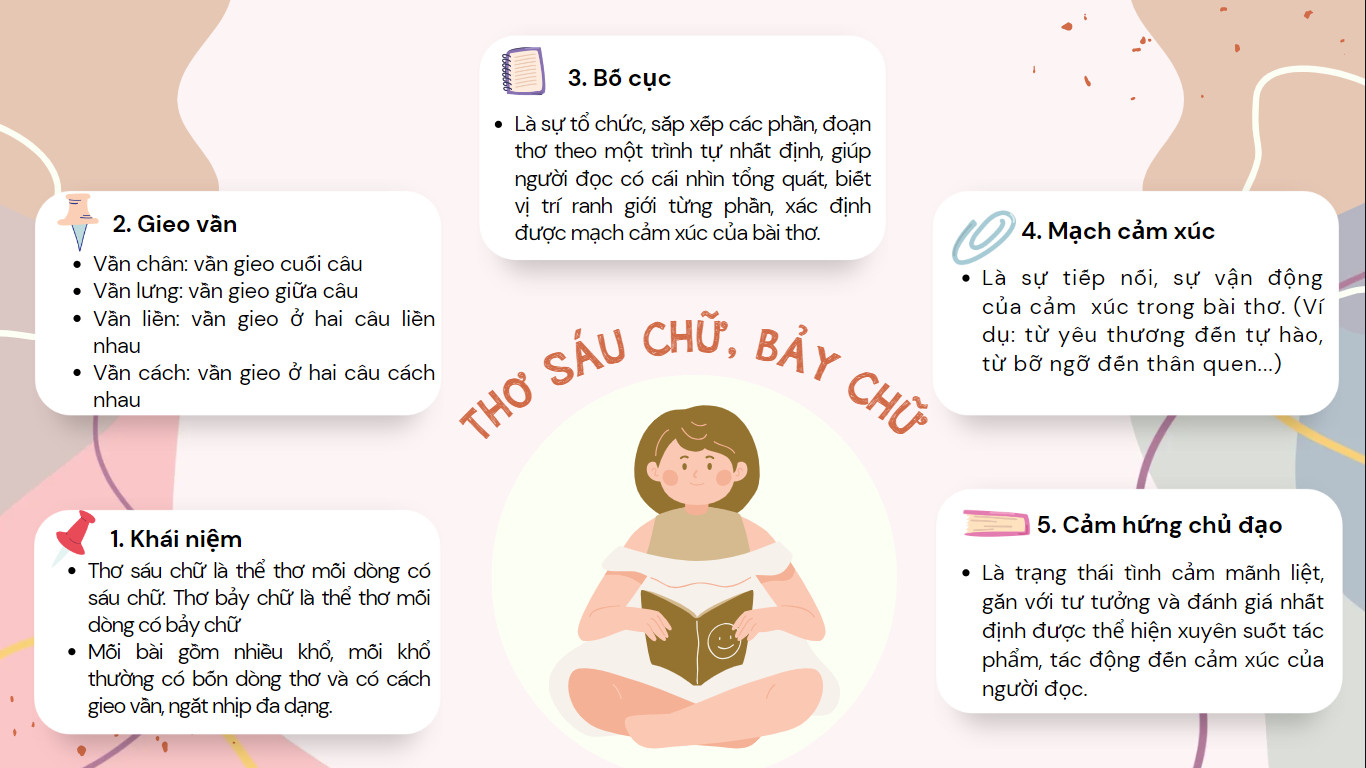 THƠ SÁU CHỮ, BẢY CHỮ
1. Khái niệm
• Thơ sáu chữ là thể thơ mỗi dòng có
sáu chữ. Thơ bảy chữ là thể thơ mỗi
dòng có bảy chữ
• Mỗi bài gồm nhiều khổ, mỗi khổ
thường có bốn dòng thơ và có cách
gieo vần, ngắt nhịp đa dạng.
2. Gieo vần
• Vần chân: vần gieo cuối câu
• Vần lưng: vần gieo giữa câu
• Vần liền: vần gieo ở hai câu liền
nhau
• Vần cách: vần gieo ở hai câu cách
nhau
3. Bố cục
• Là sự tổ chức, sắp xếp các phần, đoạn
thơ theo một trình tự nhất định, giúp
người đọc có cái nhìn tổng quát, biết
vị trí ranh giới từng phần, xác định
được mạch cảm xúc của bài thơ.
4. Mạch cảm xúc
• Là sự tiếp nối, sự vận động
của cảm xúc trong bài thơ. (Ví
dụ: từ yêu thương đến tự hào,
từ bỡ ngỡ đến thân quen...)
5. Cảm hứng chủ đạo
• Là trạng thái tình cảm mãnh liệt,
gắn với tư tưởng và đánh giá nhất
định được thể hiện xuyên suốt tác
phẩm, tác động đến cảm xúc của
người đọc.